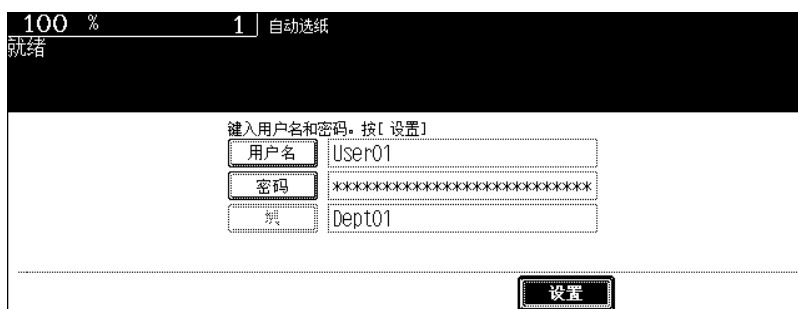 100 % 1 自动选纸
就绪
键入用户名和密码。按[ 设置]
用户名 User01
密码 **************************
Dept01
设置